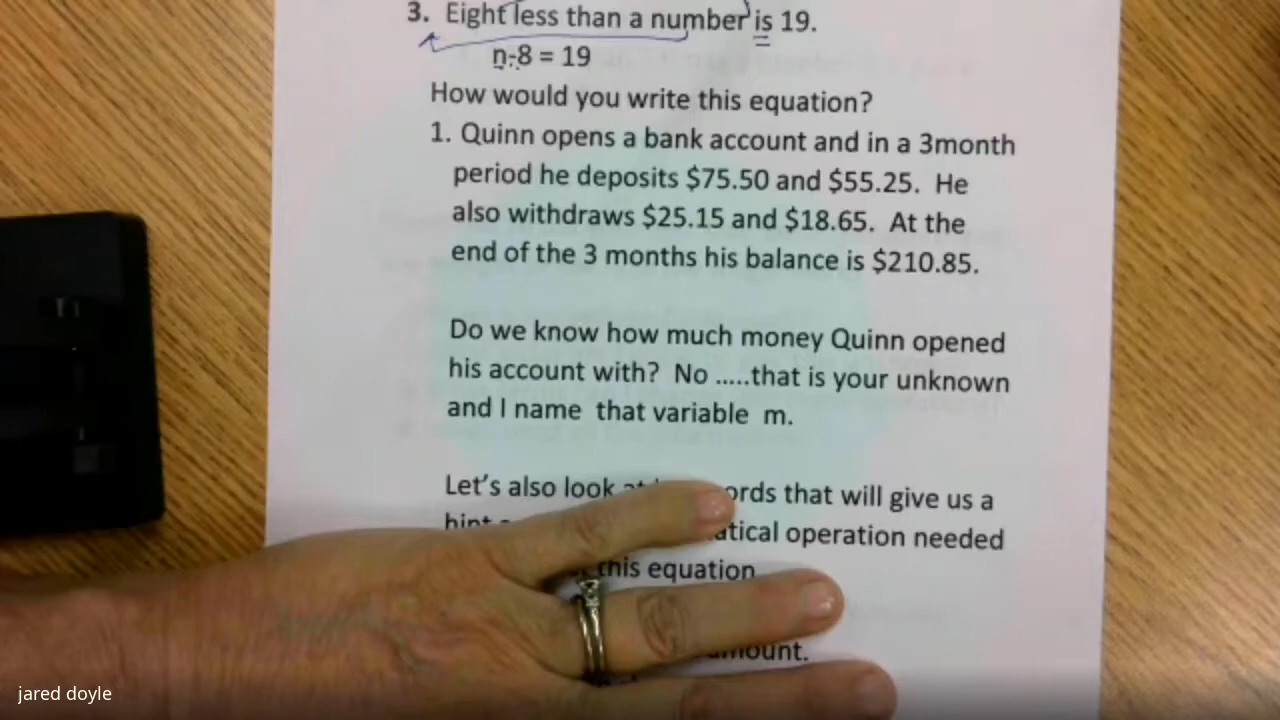 3. Eight less than a number is 19.
n-8 = 19
How would you write this equation?
1. Quinn opens a bank account and in a 3month
period he deposits $75.50 and $55.25. He
also withdraws $25.15 and $18.65. At the
end of the 3 months his balance is $210.85.
Do we know how much money Quinn opened
his account with? No .....that is your unknown
and I name that variable m.
Let's also look that will give us a
hint operation needed
this equation
jared doyle